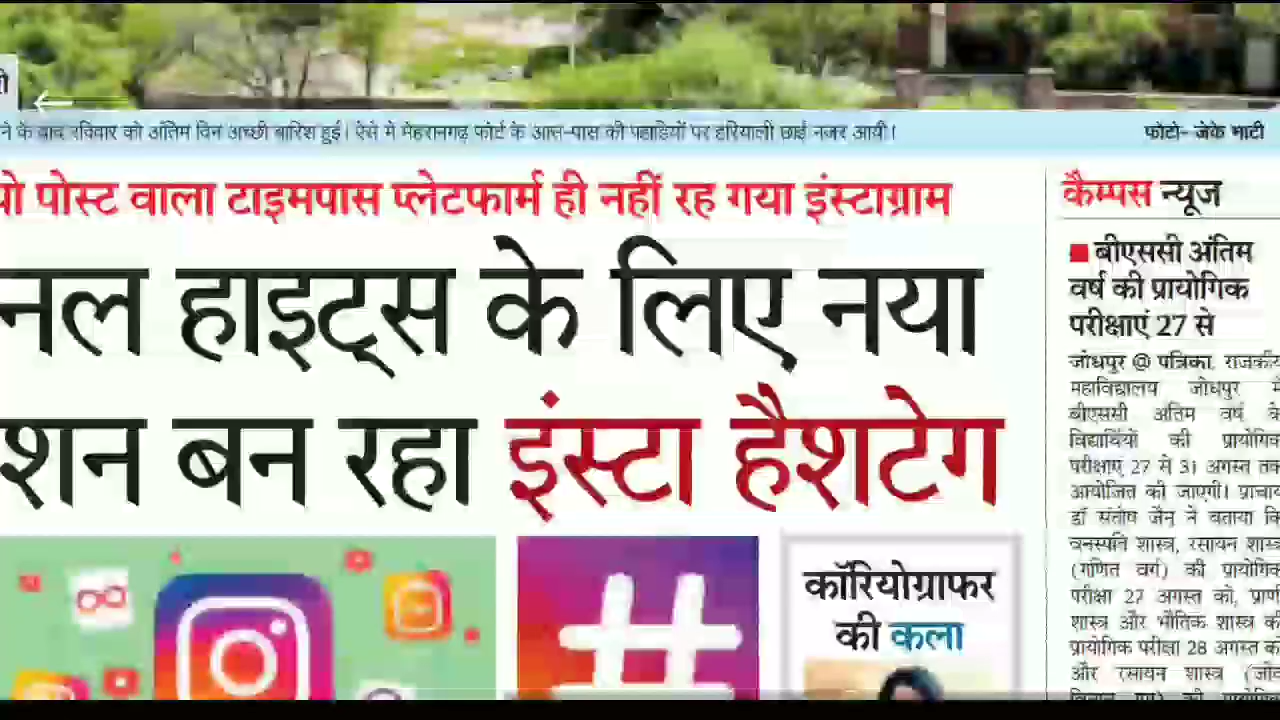 ने के बाद रविवार को अंतिम दिन अच्छी बारिश हुई। ऐसे में मेहरानगढ़ फोर्ट के आस-पास की पहाडियों पर हरियाली छाई नजर आयी।
फोटो- जेके भाटी
पोस्ट वाला टाइमपास प्लेटफार्म ही नहीं रह गया इंस्टाग्राम
नल हाइट्स के लिए नया
शन बन रहा इंस्टा हैशटेग
कॉरियोग्राफर
की कला
कैम्पस न्यूज
बीएससी अंतिम
वर्ष की प्रायोगिक
परीक्षाएं 27 से
जोधपुर @ पत्रिका. राजकीय
महाविद्यालय जोधपुर में
बीएससी अंतिम वर्ष के
विद्यार्थियों की प्रायोगिक
परीक्षाएं 27 से 31 अगस्त तक
आयोजित की जाएगी। प्राचार्य
डॉ संतोष जैन ने बताया कि
वनस्पति शास्त्र, रसायन शास्त्र
(गणित वर्ग) की प्रायोगिक
परीक्षा 27 अगस्त को, प्राणी
शास्त्र और भौतिक शास्त्र की
प्रायोगिक परीक्षा 28 अगस्त को
और रसायन शास्त्र (जीव